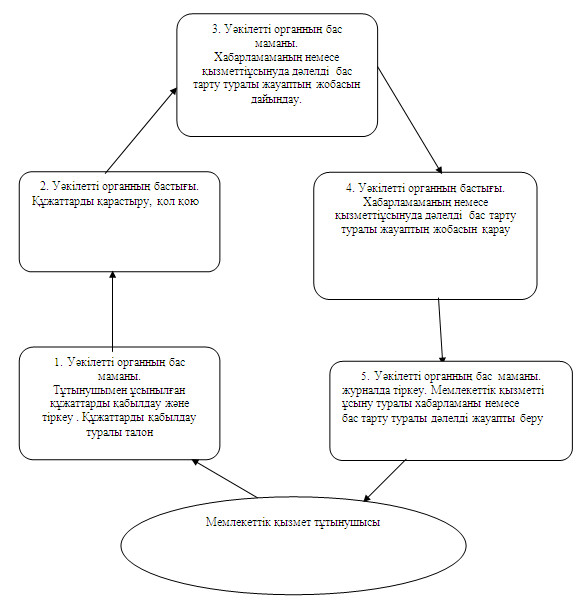 3. Уәкілетті органның бас
маманы.
Хабарламаманың немесе
қызметтіұсынуда дәлелді бас
тарту туралы жауаптың жобасын
дайындау.
2. Уәкілетті органның бастығы.
Құжаттарды қарастыру, қол қою
4. Уәкілетті органның бастығы.
Хабарламаманың немесе
қызметтіұсынуда дәлелді бас тарту
туралы жауаптың жобасын қарау
1. Уәкілетті органның бас
маманы.
Тұтынушымен ұсынылған
құжаттарды қабылдау және
тіркеу . Құжаттарды қабылдау
туралы талон
5. Уәкілетті органның бас маманы.
журналда тіркеу. Мемлекеттік қызметті
ұсыну туралы хабарламаны немесе
бас тарту туралы дәлелді жауапты беру
Мемлекеттік қызмет тұтынушысы